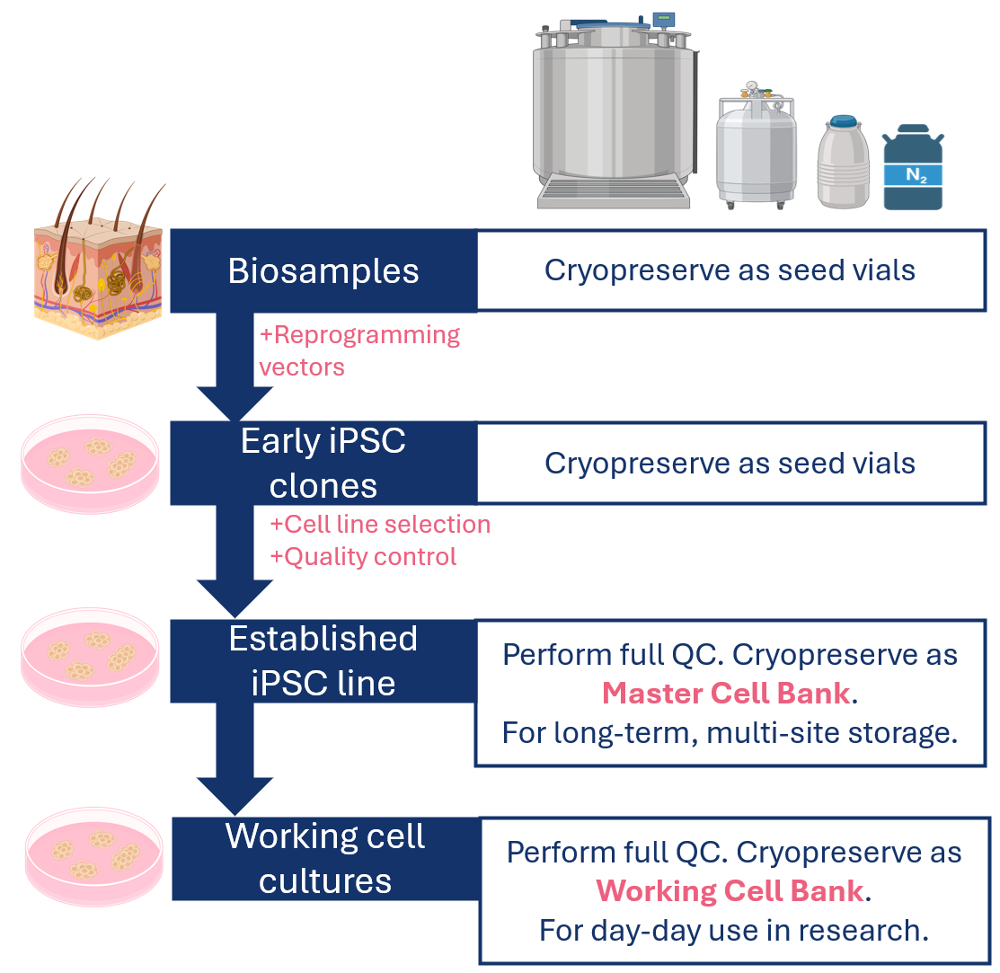 N₂
Biosamples
Cryopreserve as seed vials
+Reprogramming
vectors
Early iPSC
clones
Cryopreserve as seed vials
+Cell line selection
+Quality control
Established
iPSC line
Perform full QC. Cryopreserve as
Master Cell Bank.
For long-term, multi-site storage.
Working cell
cultures
Perform full QC. Cryopreserve as
Working Cell Bank.
For day-day use in research.